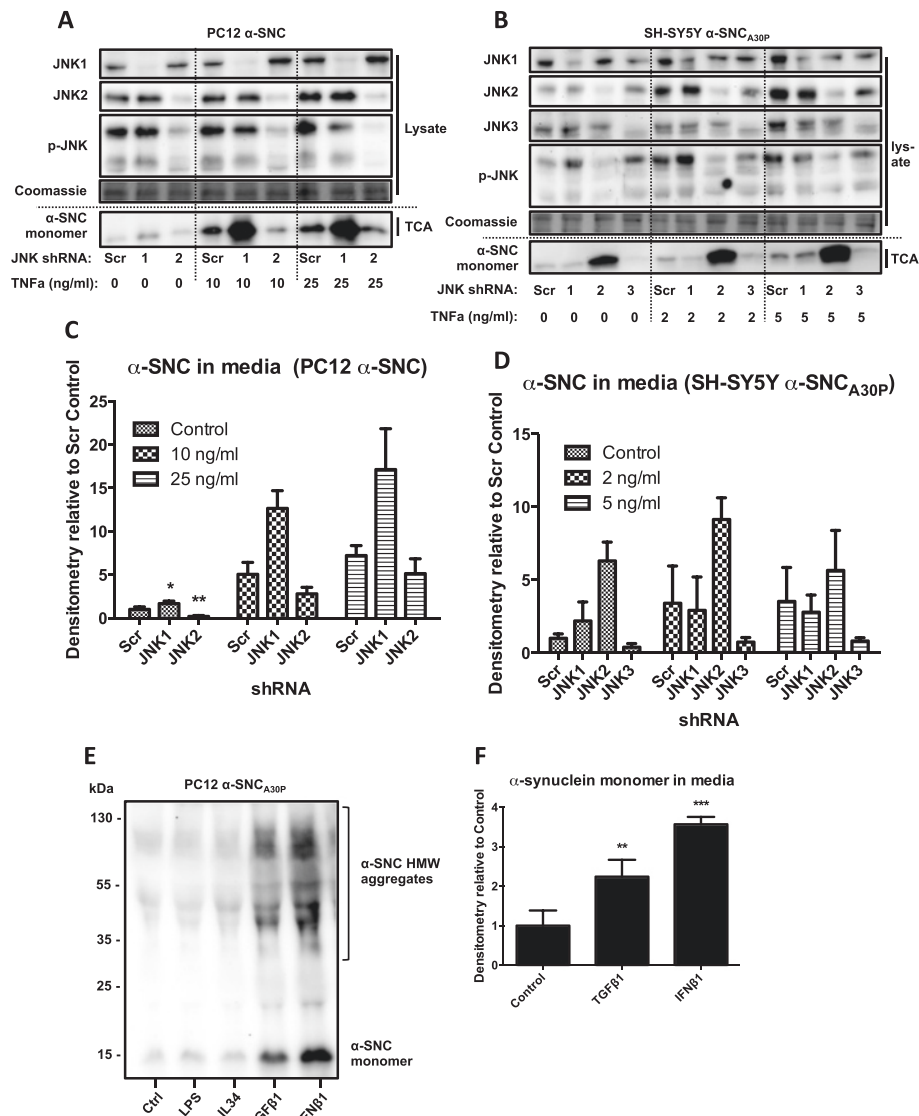 A
PC12 α-SNC
JNK1
JNK2
p-JNK
Coomassie
α-SNC
monomer
Lysate
TCA
JNK shRNA: Scr 1 2 Scr 1 2 Scr 1 2
TNFa (ng/ml): 0 0 0 10 10 10 25 25 25
B
SH-SY5Y α-SNCA30P
JNK1
JNK2
JNK3
p-JNK
Coomassie
α-SNC
monomer
lys-
ate
TCA
JNK shRNA: Scr 1 2 3 Scr 1 2 3 Scr 1 2 3
TNFa (ng/ml): 0 0 0 0 2 2 2 2 5 5 5 5
C
α-SNC in media (PC12 α-SNC)
Densitometry relative to Scr Control
25
20
15
10
5
0
Control
10 ng/ml
25 ng/ml
* **
Scr JNK1 JNK2 Scr JNK1 JNK2 Scr JNK1 JNK2
shRNA
D
α-SNC in media (SH-SY5Y α-SNCA30P)
Densitometry relative to Scr Control
15
10
5
0
Control
2 ng/ml
5 ng/ml
Scr JNK1 JNK2 JNK3 Scr JNK1 JNK2 JNK3 Scr JNK1 JNK2 JNK3
shRNA
E
PC12 α-SNCA30P
kDa
130 -
55 -
35 -
25 -
15 -
α-SNC HMW
aggregates
α-SNC
monomer
Ctrl LPS IL34 GFβ1 FNβ1
F
α-synuclein monomer in media
Densitometry relative to Control
4
3
2
1
0
** ***
Control TGFβ1 IFNβ1